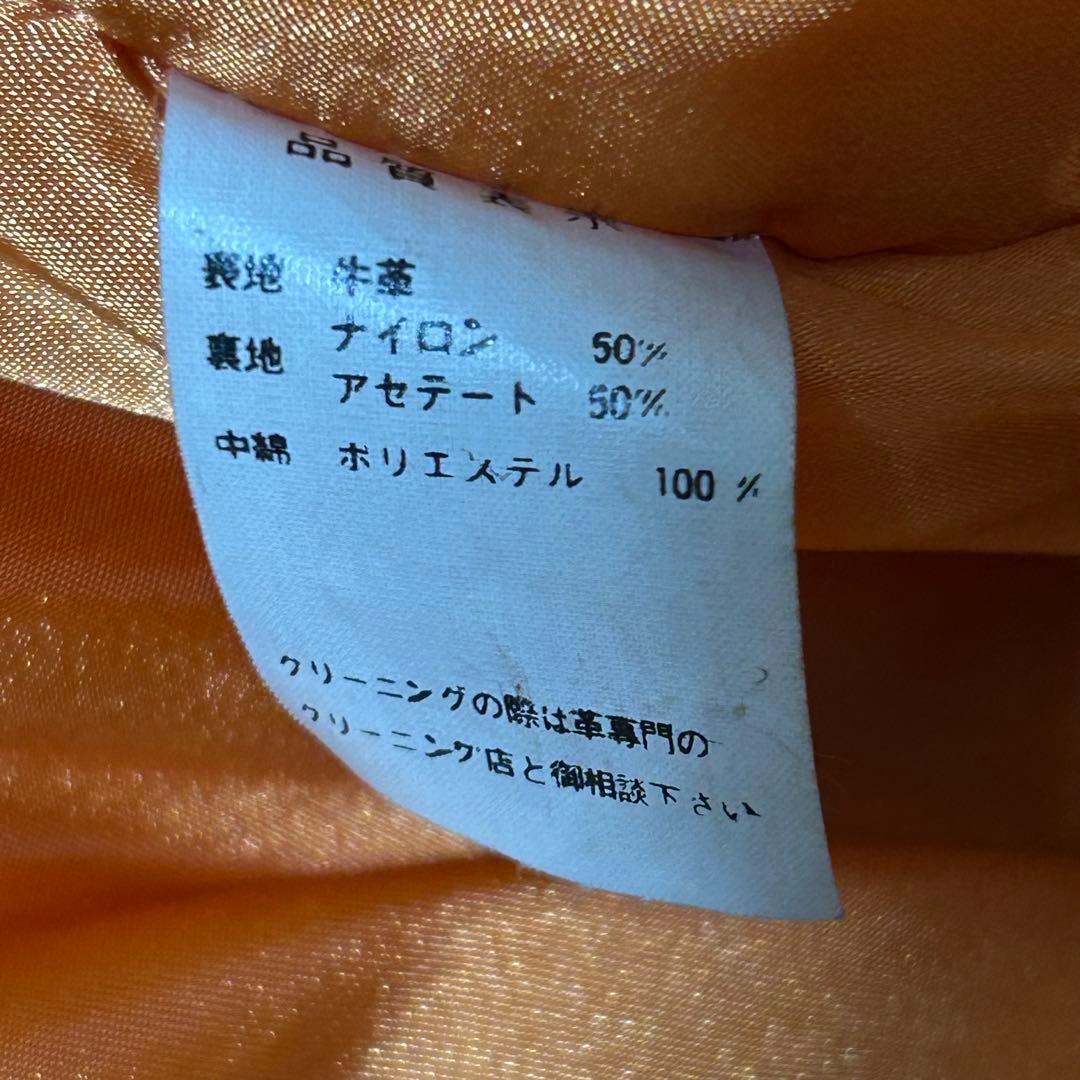 品質表示
表地 牛革
裏地 ナイロン 50%
アセテート 50%
中綿 ポリエステル 100%
クリーニングの際は革専門の
クリーニング店と御相談下さい